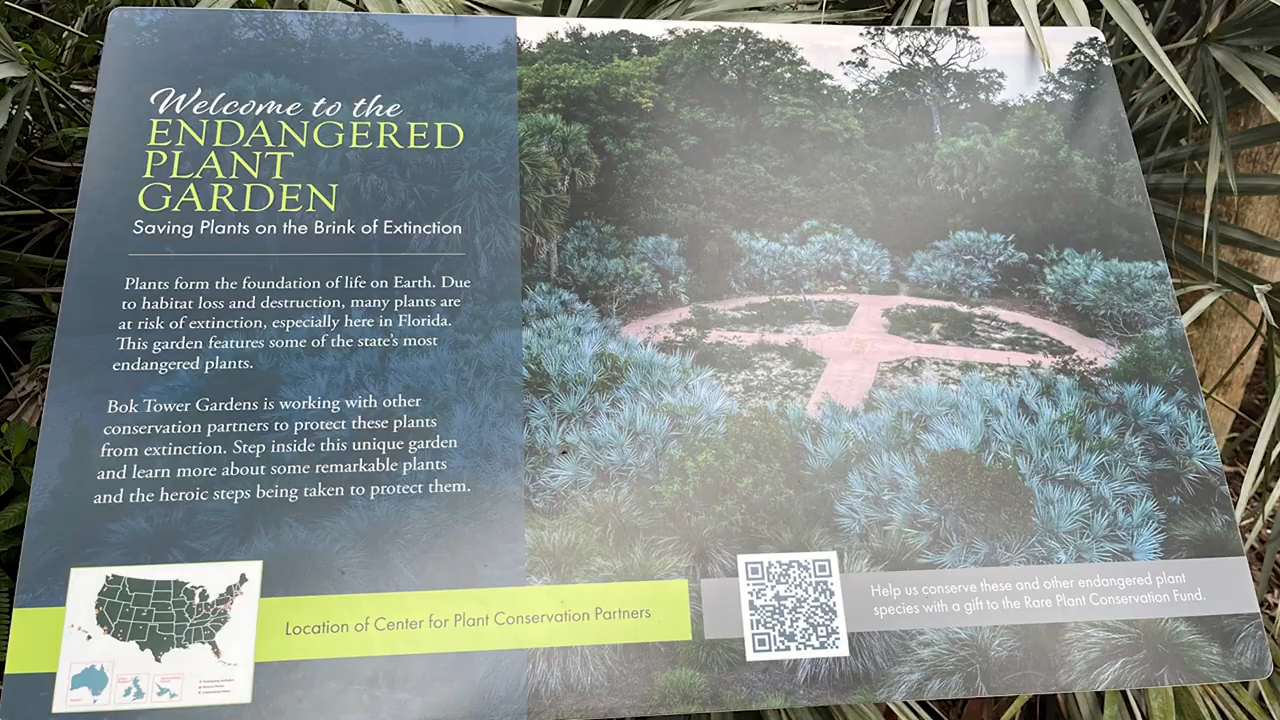 Welcome to the
ENDANGERED
PLANT
GARDEN
Saving Plants on the Brink of Extinction
Plants form the foundation of life on Earth. Due
to habitat loss and destruction, many plants are
at risk of extinction, especially here in Florida.
This garden features some of the state's most
endangered plants.
Bok Tower Gardens is working with other
conservation partners to protect these plants
from extinction. Step inside this unique garden
and learn more about some remarkable plants
and the heroic steps being taken to protect them.
Location of Center for Plant Conservation Partners
Help us conserve these and other endangered plant
species with a gift to the Rare Plant Conservation Fund.